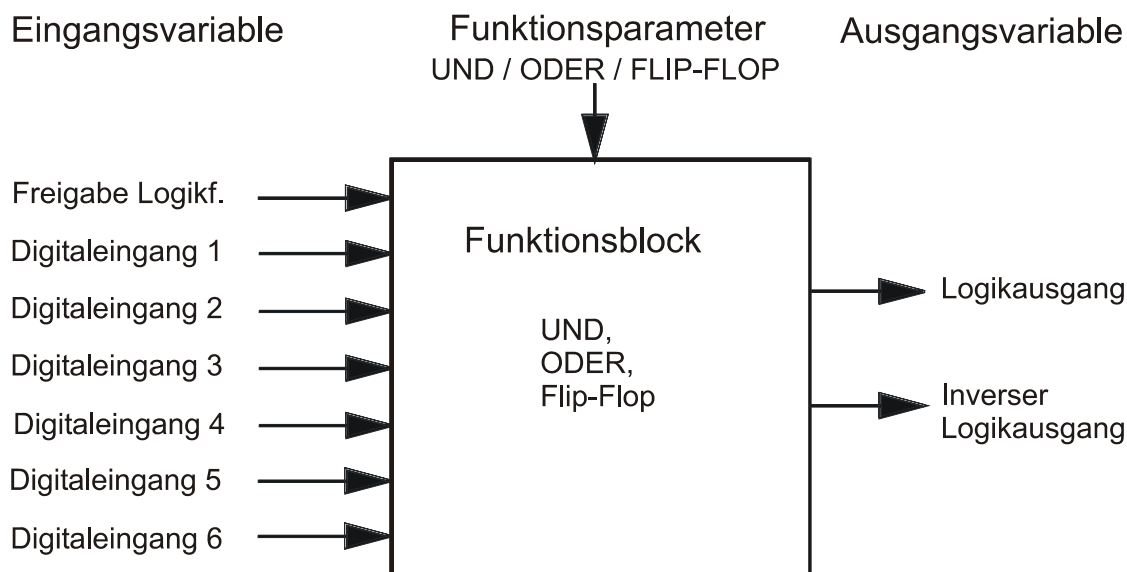 Eingangsvariable
Funktionsparameter
UND / ODER / FLIP-FLOP
Ausgangsvariable
Freigabe Logikf.
Digitaleingang 1
Digitaleingang 2
Digitaleingang 3
Digitaleingang 4
Digitaleingang 5
Digitaleingang 6
Funktionsblock
UND,
ODER,
Flip-Flop
Logikausgang
Inverser
Logikausgang